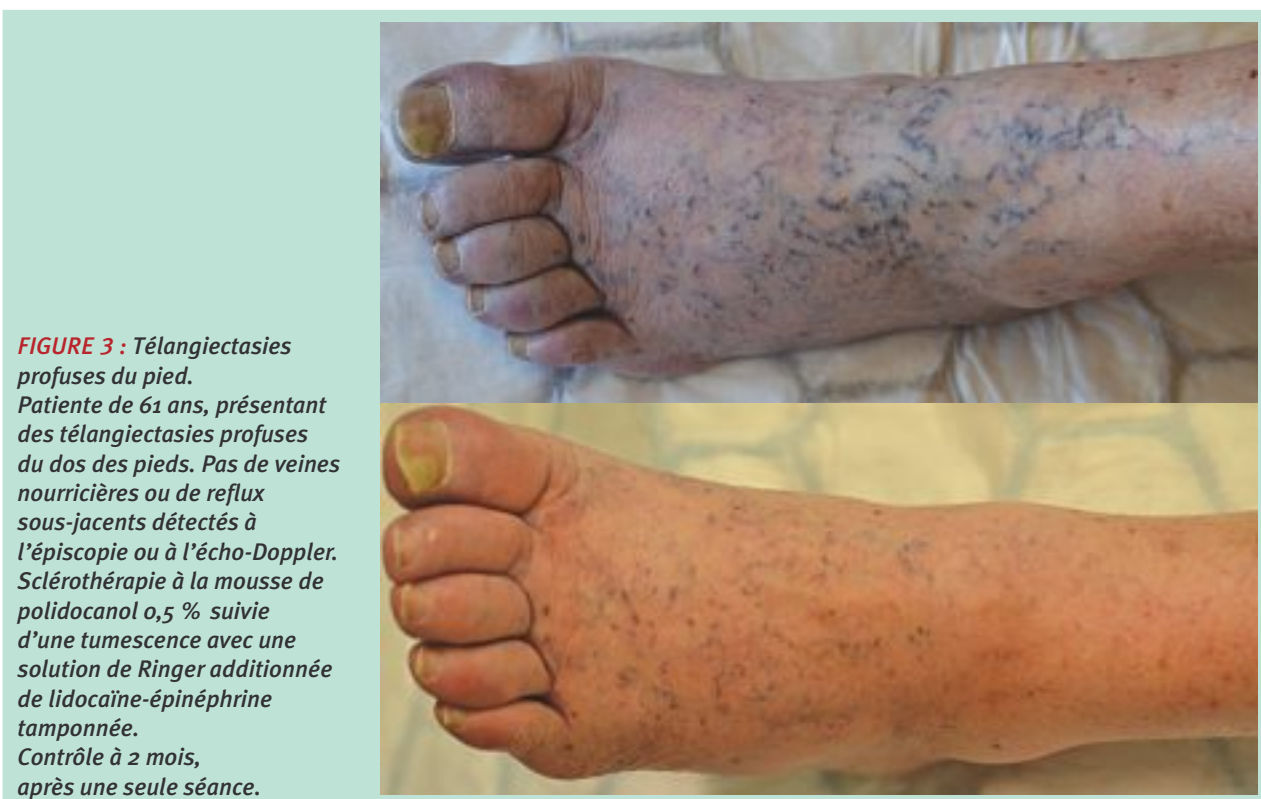 FIGURE 3 : Télangiectasies
profuses du pied.
Patiente de 61 ans, présentant
des télangiectasies profuses
du dos des pieds. Pas de veines
nourricières ou de reflux
sous-jacents détectés à
l’épiscopie ou à l’écho-Doppler.
Sclérothérapie à la mousse de
polidocanol 0,5 % suivie
d’une tumescence avec une
solution de Ringer additionnée
de lidocaïne-épinéphrine
tamponnée.
Contrôle à 2 mois,
après une seule séance.